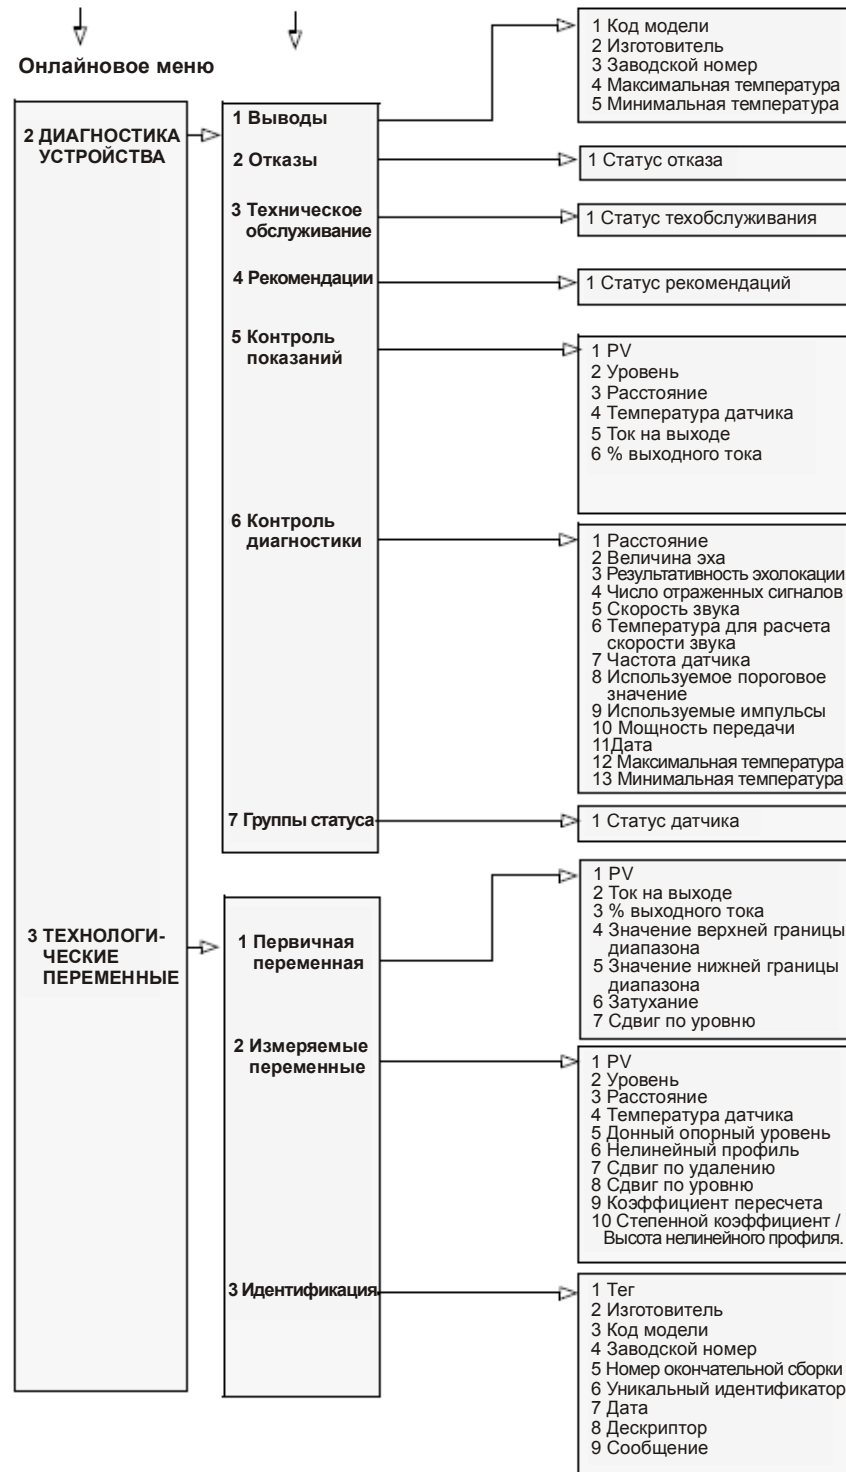 Онлайновое меню
2 ДИАГНОСТИКА
УСТРОЙСТВА
1 Выводы
1 Код модели
2 Изготовитель
3 Заводской номер
4 Максимальная температура
5 Минимальная температура
2 Отказы
1 Статус отказа
3 Техническое
обслуживание
1 Статус техобслуживания
4 Рекомендации
1 Статус рекомендаций
5 Контроль
показаний
1 PV
2 Уровень
3 Расстояние
4 Температура датчика
5 Ток на выходе
6 % выходного тока
6 Контроль
диагностики
1 Расстояние
2 Величина эха
3 Результативность эхолокации
4 Число отраженных сигналов
5 Скорость звука
6 Температура для расчета
скорости звука
7 Частота датчика
8 Используемое пороговое
значение
9 Используемые импульсы
10 Мощность передачи
11Дата
12 Максимальная температура
13 Минимальная температура
7 Группы статуса
1 Статус датчика
3 ТЕХНОЛОГИ-
ЧЕСКИЕ
ПЕРЕМЕННЫЕ
1 Первичная
переменная
1 PV
2 Ток на выходе
3 % выходного тока
4 Значение верхней границы
диапазона
5 Значение нижней границы
диапазона
6 Затухание
7 Сдвиг по уровню
2 Измеряемые
переменные
1 PV
2 Уровень
3 Расстояние
4 Температура датчика
5 Донный опорный уровень
6 Нелинейный профиль
7 Сдвиг по удалению
8 Сдвиг по уровню
9 Коэффициент пересчета
10 Степенной коэффициент /
Высота нелинейного профиля.
3 Идентификация
1 Тег
2 Изготовитель
3 Код модели
4 Заводской номер
5 Номер окончательной сборки
6 Уникальный идентификатор
7 Дата
8 Дескриптор
9 Сообщение